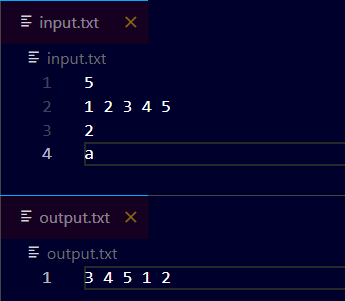 input.txt
input.txt
1 5
2 1 2 3 4 5
3 2
4 a
output.txt
output.txt
1 3 4 5 1 2